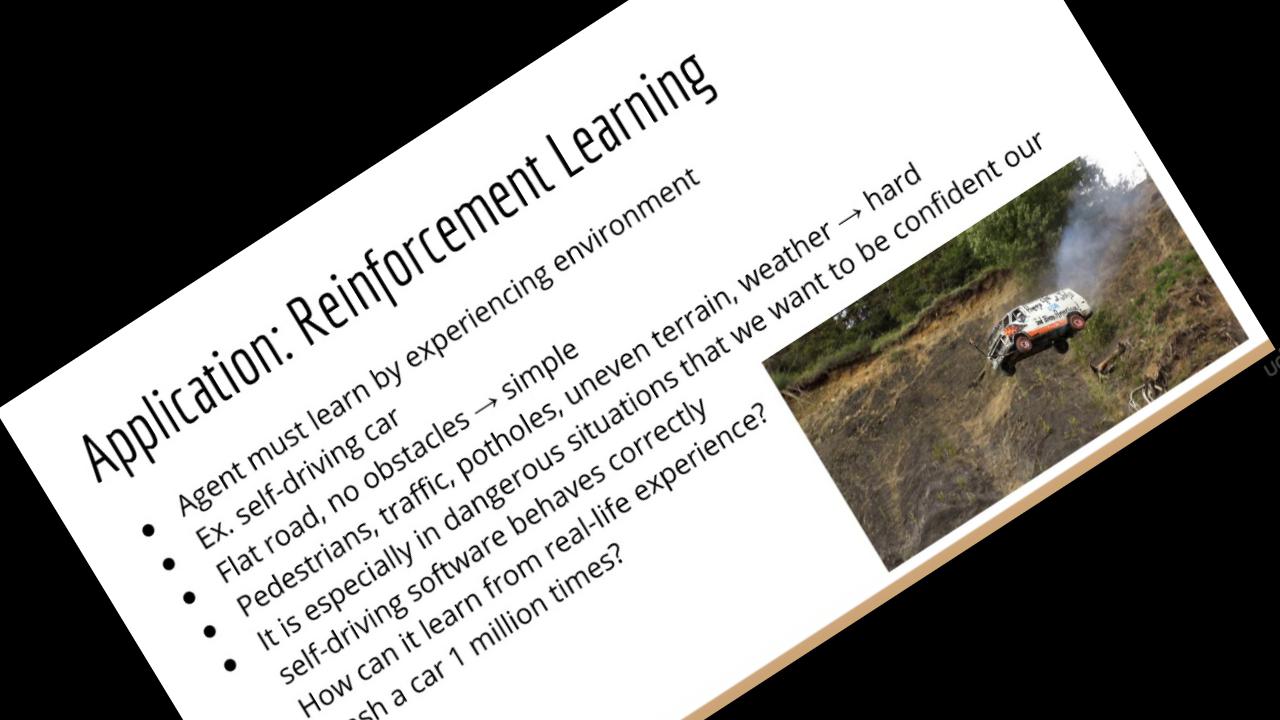 Application: Reinforcement Learning
● Agent must learn by experiencing environment
● Ex. self-driving car
● Flat road, no obstacles → simple
● Pedestrians, traffic, potholes, uneven terrain, weather → hard
● It is especially in dangerous situations that we want to be confident our
self-driving software behaves correctly
How can it learn from real-life experience?
a car 1 million times?